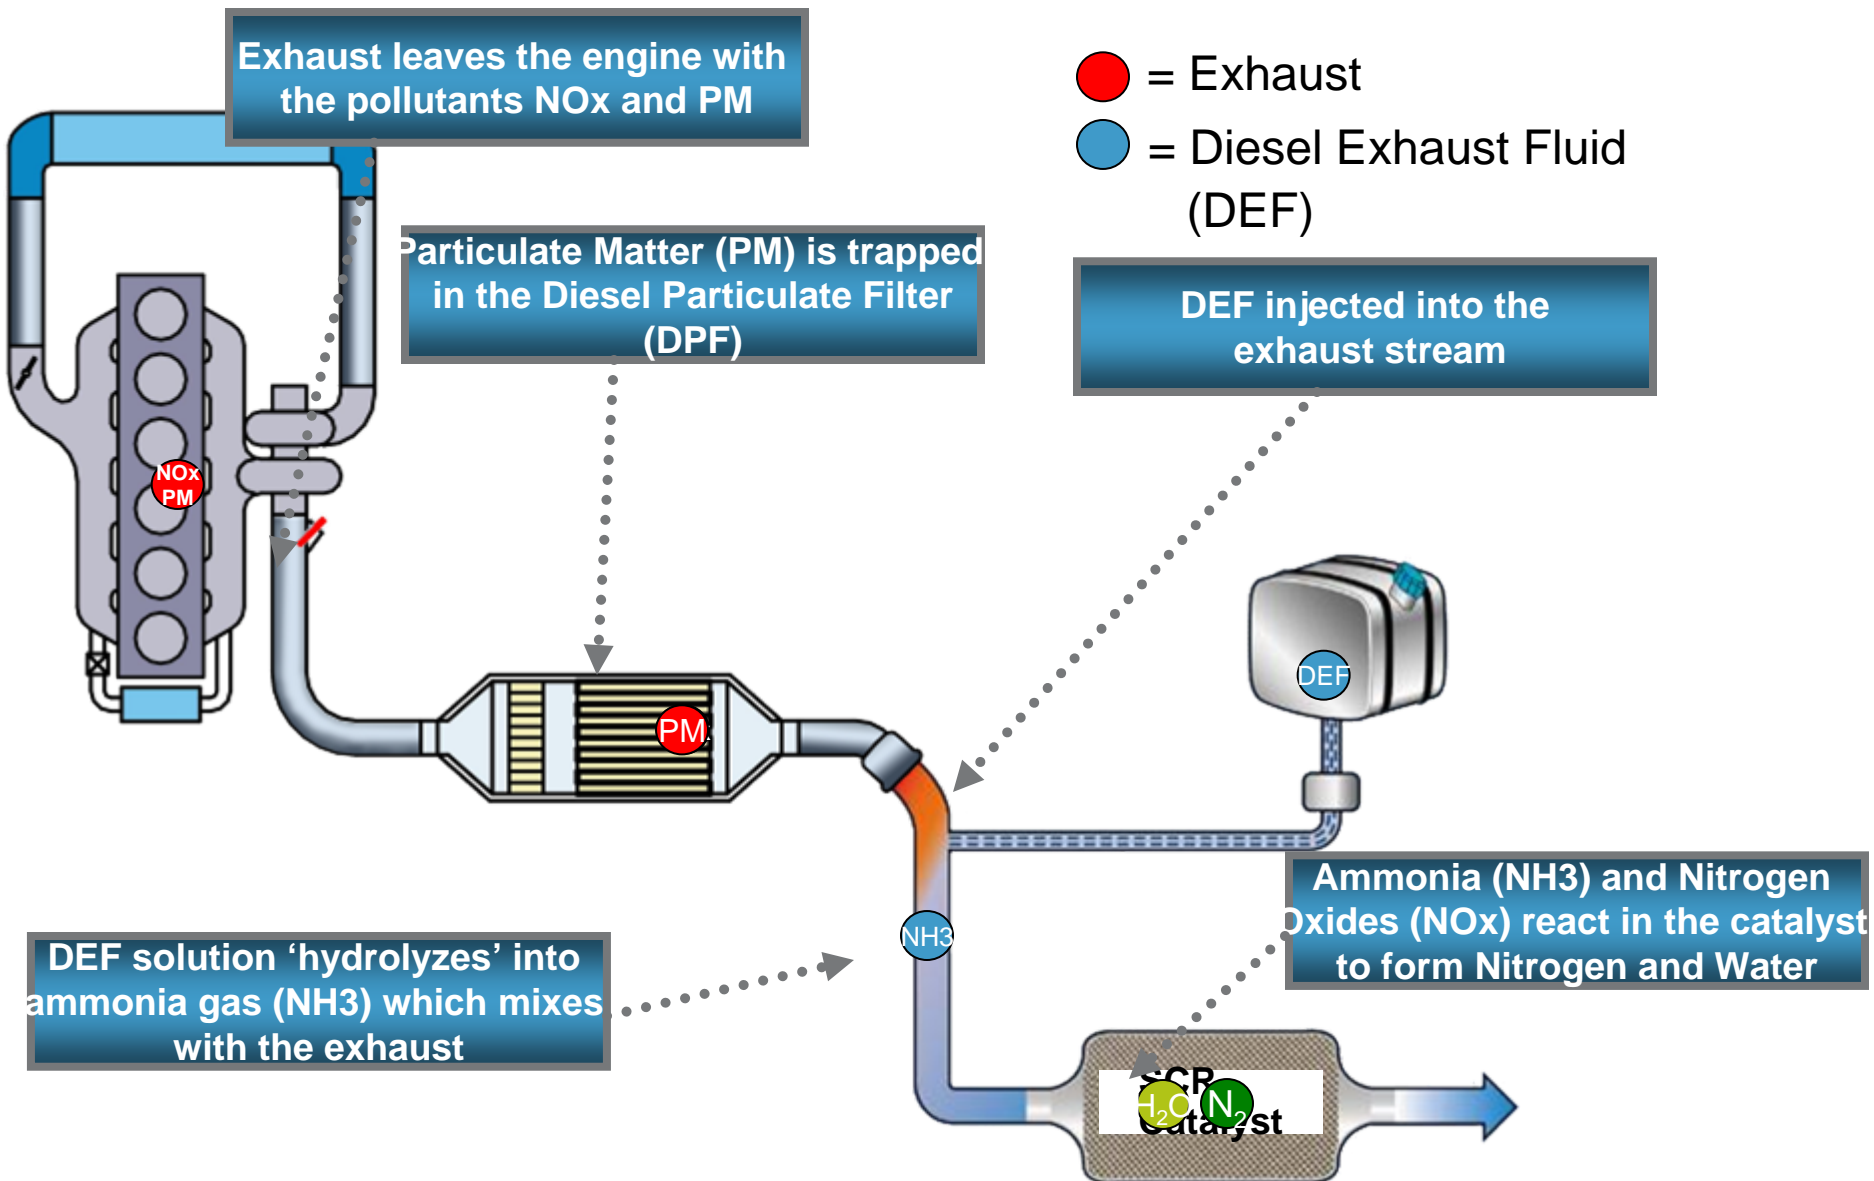 Exhaust leaves the engine with
the pollutants NOx and PM
= Exhaust
= Diesel Exhaust Fluid
(DEF)
Particulate Matter (PM) is trapped
in the Diesel Particulate Filter
(DPF)
DEF injected into the
exhaust stream
NOx
PM
DEF
PM
Ammonia (NH3) and Nitrogen
Oxides (NOx) react in the catalyst
to form Nitrogen and Water
NH3
DEF solution ‘hydrolyzes’ into
ammonia gas (NH3) which mixes
with the exhaust
SCR
Catalyst
H₂O
N₂